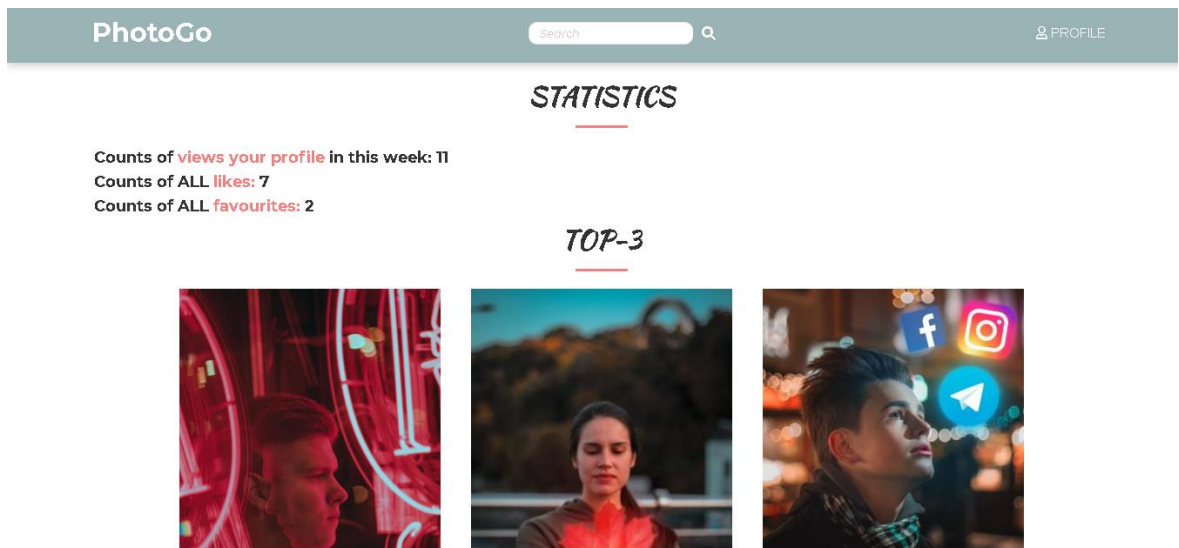 PhotoGo
Search
PROFILE
STATISTICS
Counts of views your profile in this week: 11
Counts of ALL likes: 7
Counts of ALL favourites: 2
TOP-3
f